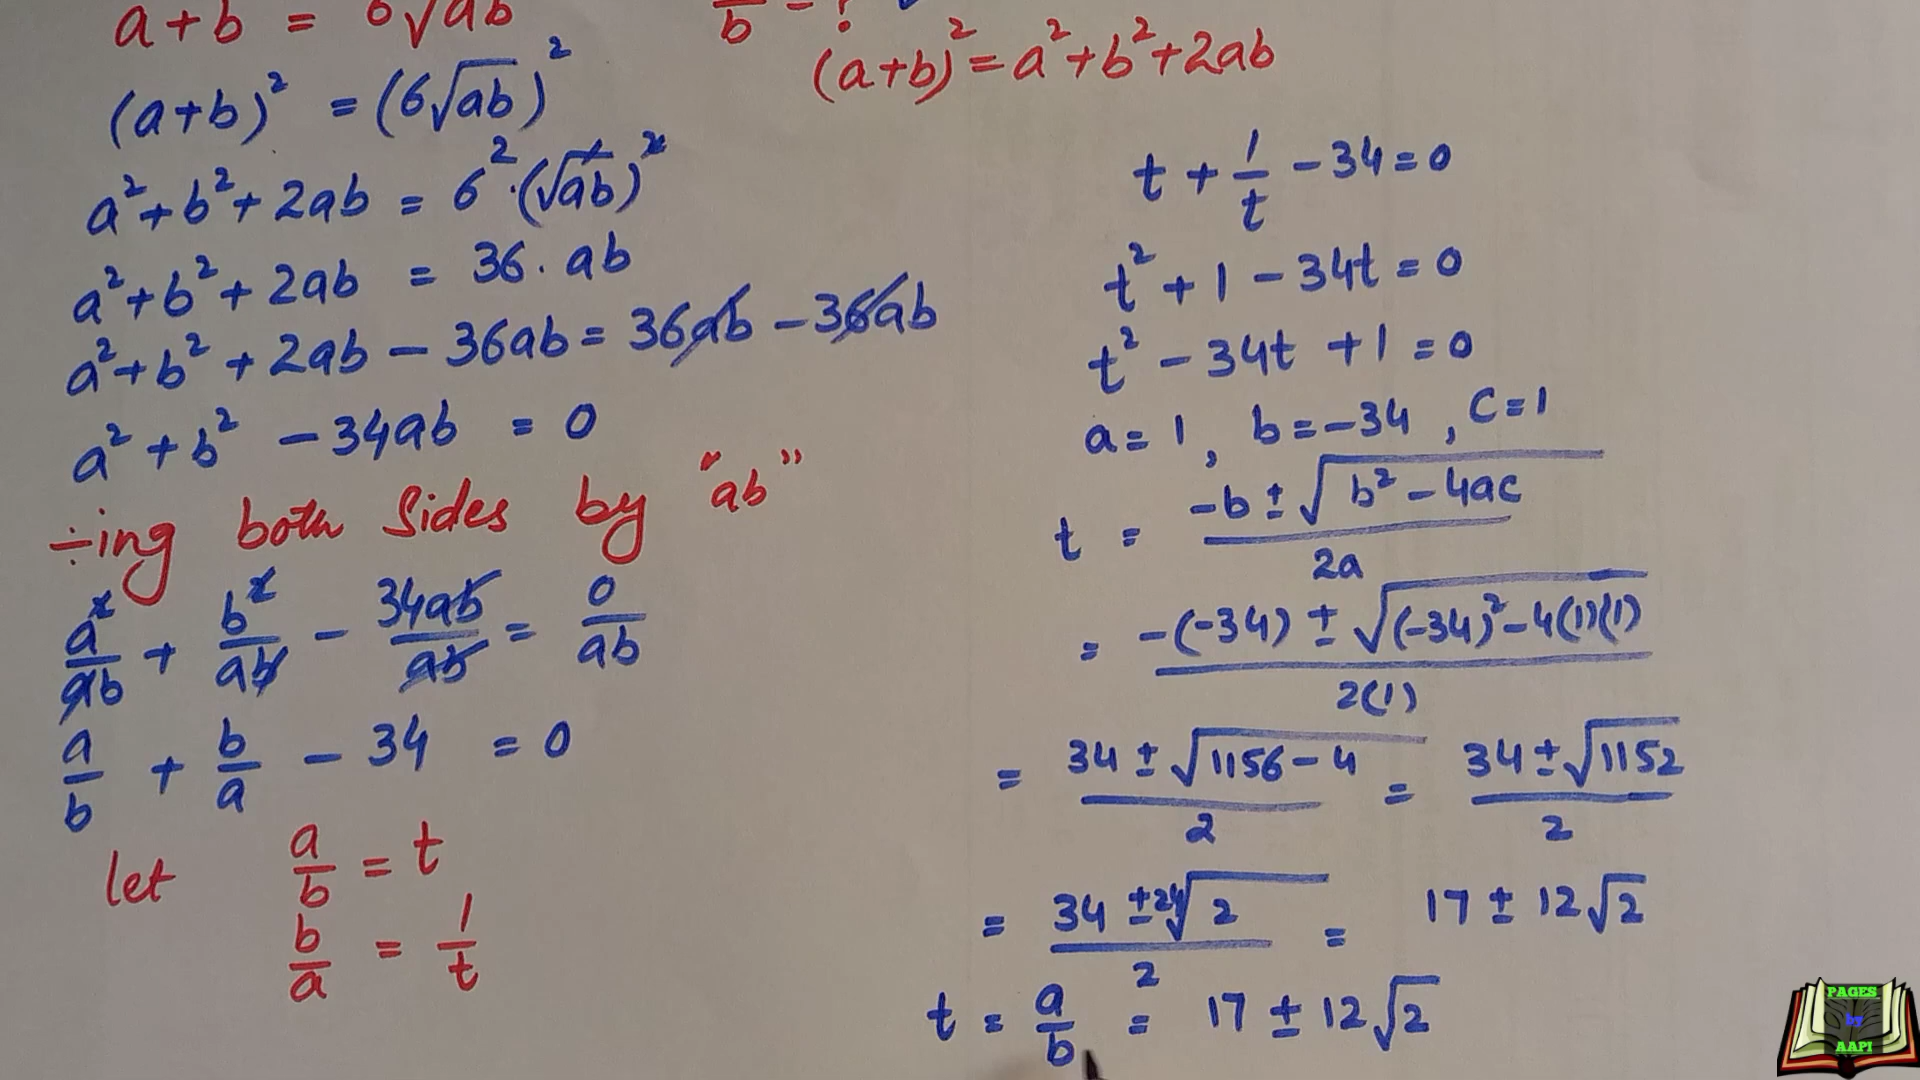 a+b = 6√ab
a/b = ?
(a+b)² = (6√ab)²
(a+b)² = a²+b²+2ab
a²+b²+2ab = 6²·(√ab)²
a²+b²+2ab = 36·ab
a²+b²+2ab-36ab = 36ab-36ab
a²+b² -34ab = 0
÷ing both Sides by "ab"
a²/ab + b²/ab - 34ab/ab = 0/ab
a/b + b/a - 34 = 0
let a/b = t
b/a = 1/t
t + 1/t - 34 = 0
t² + 1 - 34t = 0
t² - 34t + 1 = 0
a = 1, b = -34, C = 1
t = -b ± √b²-4ac / 2a
= -(-34) ± √(-34)²-4(1)(1) / 2(1)
= 34 ± √1156-4 / 2 = 34 ± √1152 / 2
= 34 ± 24√2 / 2 = 17 ± 12√2
t = a/b = 17 ± 12√2
PAGES
by
AAPI